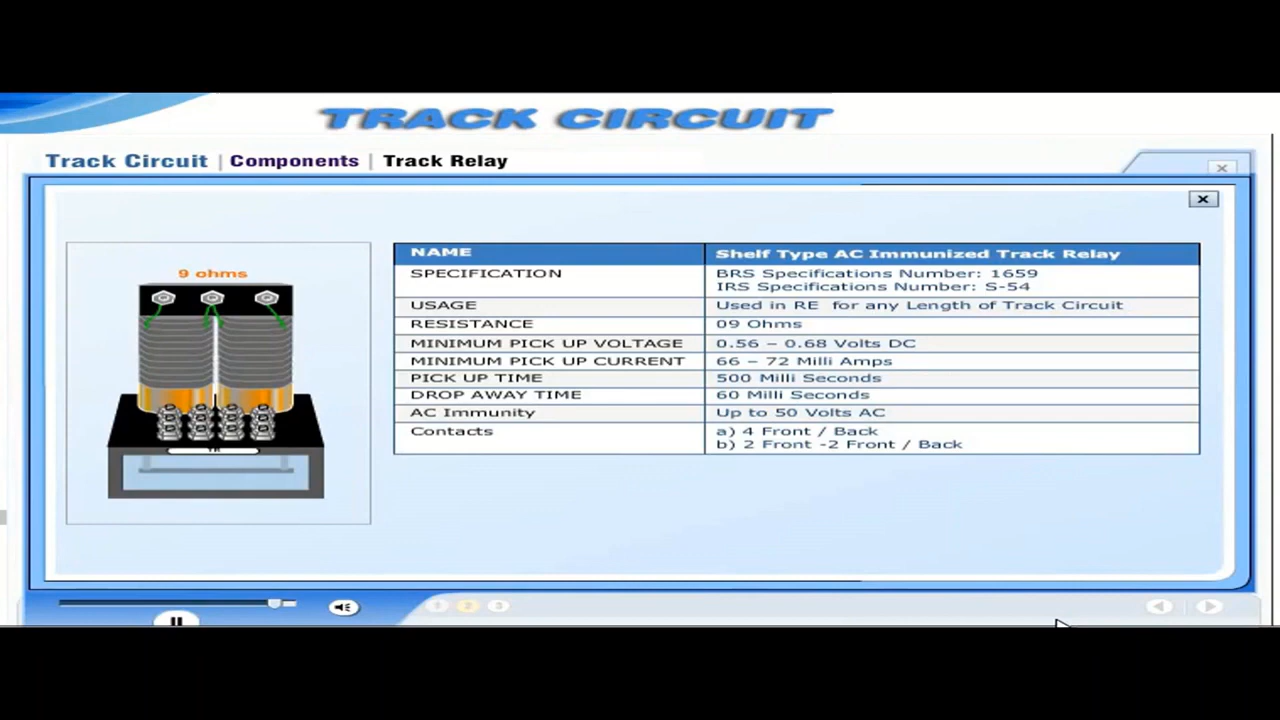 TRACK CIRCUIT
Track Circuit | Components | Track Relay
9 ohms
TR
NAME Shelf Type AC Immunized Track Relay
SPECIFICATION BRS Specifications Number: 1659
IRS Specifications Number: S-54
USAGE Used in RE for any Length of Track Circuit
RESISTANCE 09 Ohms
MINIMUM PICK UP VOLTAGE 0.56 – 0.68 Volts DC
MINIMUM PICK UP CURRENT 66 – 72 Milli Amps
PICK UP TIME 500 Milli Seconds
DROP AWAY TIME 60 Milli Seconds
AC Immunity Up to 50 Volts AC
Contacts a) 4 Front / Back
b) 2 Front -2 Front / Back
1 2 3